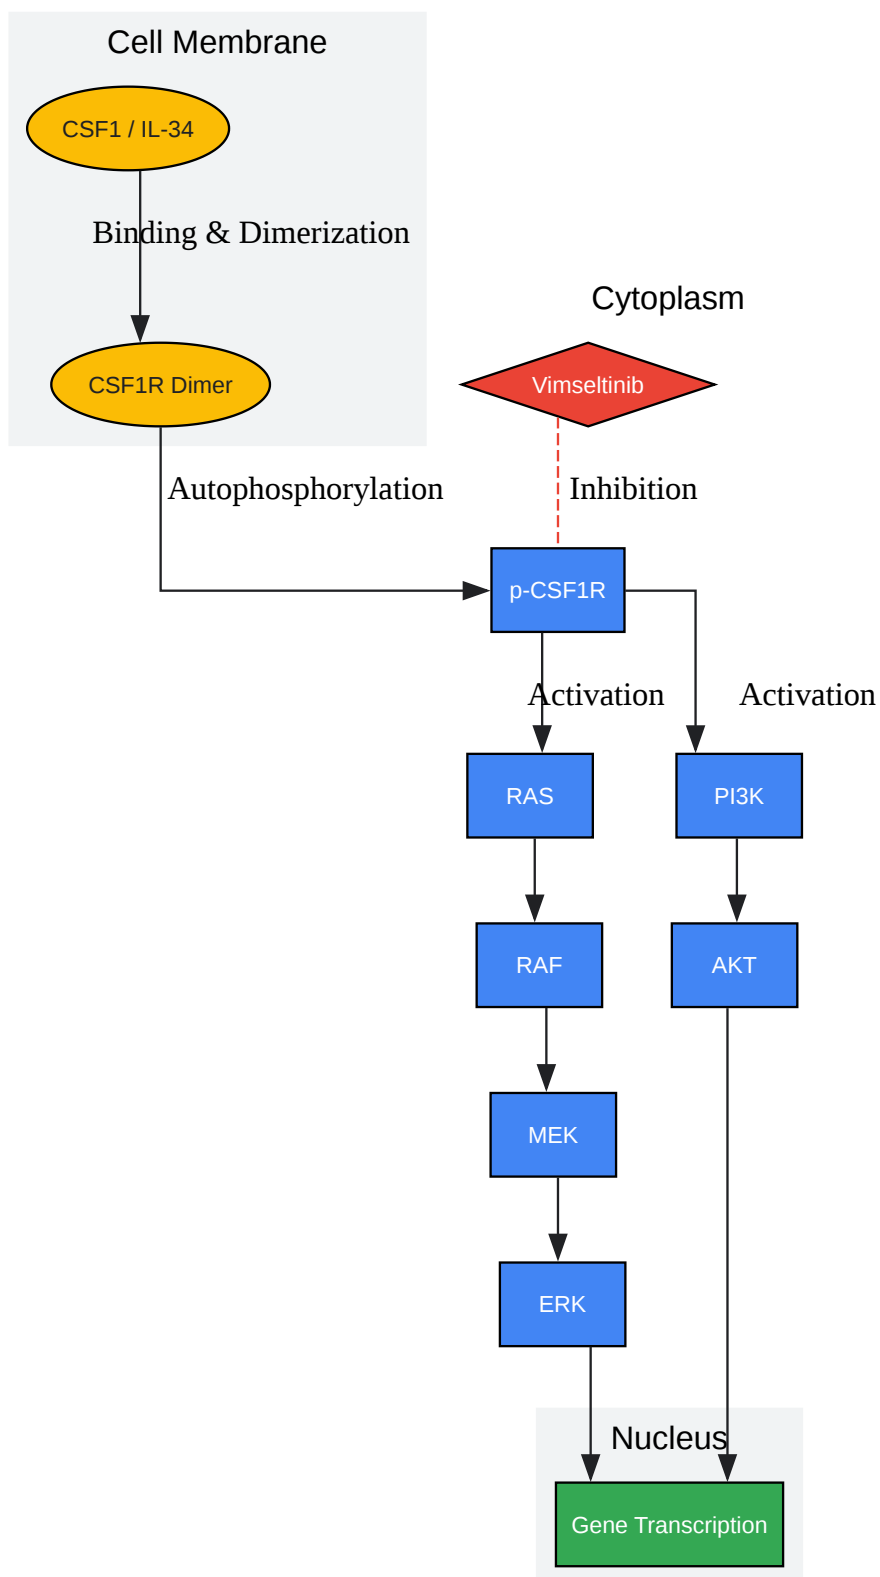 Cell Membrane
CSF1 / IL-34
Binding & Dimerization
Cytoplasm
CSF1R Dimer
Vimseltinib
Autophosphorylation
Inhibition
p-CSF1R
Activation
Activation
RAS
PI3K
RAF
AKT
MEK
ERK
Nucleus
Gene Transcription